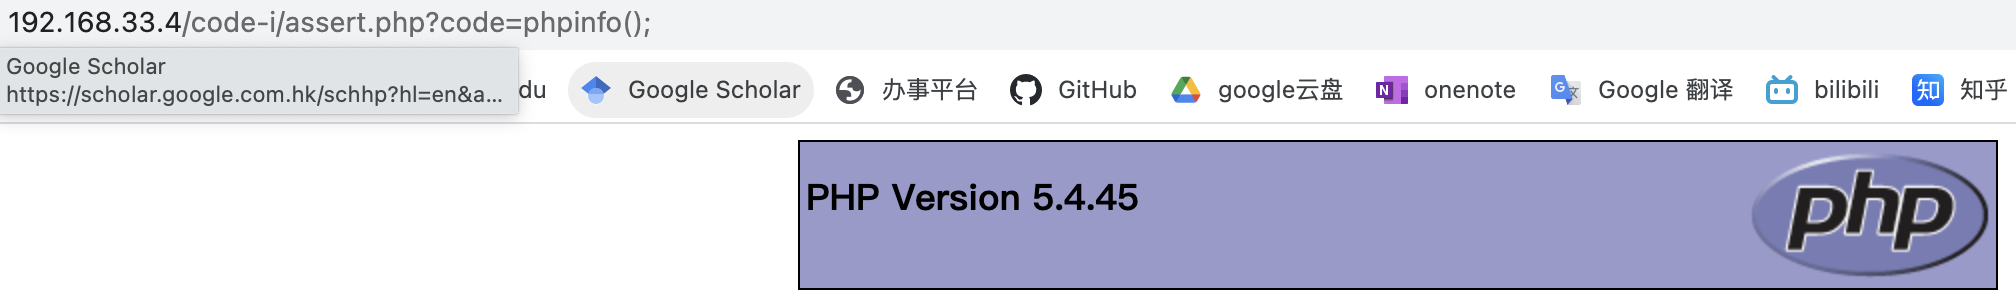 192.168.33.4/code-i/assert.php?code=phpinfo();
Google Scholar
https://scholar.google.com.hk/schhp?hl=en&a...
du Google Scholar 办事平台 GitHub google云盘 onenote Google 翻译 bilibili 知乎
PHP Version 5.4.45
php